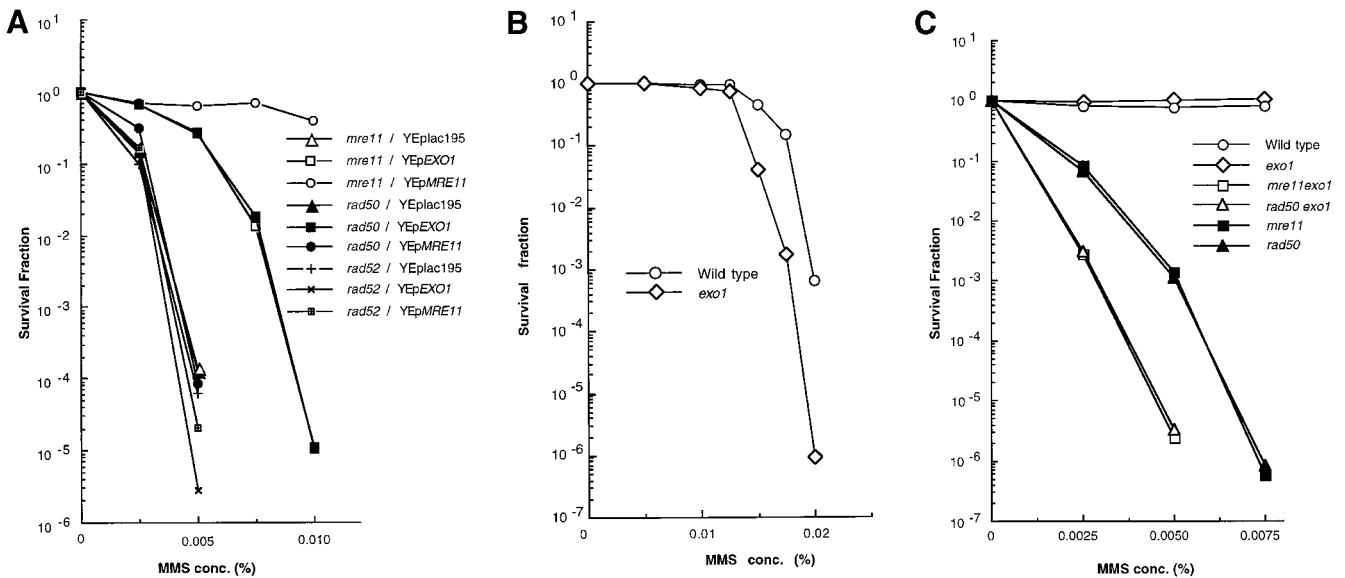 A
10 1
10 0
10 -1
10 -2
10 -3
10 -4
10 -5
10 -6
Survival Fraction
0
0.005
0.010
MMS conc. (%)
mre11 / YEplac195
mre11 / YEpEXO1
mre11 / YEpMRE11
rad50 / YEplac195
rad50 / YEpEXO1
rad50 / YEpMRE11
rad52 / YEplac195
rad52 / YEpEXO1
rad52 / YEpMRE11
B
10 1
10 0
10 -1
10 -2
10 -3
10 -4
10 -5
10 -6
10 -7
Survival fraction
0
0.01
0.02
MMS conc. (%)
Wild type
exo1
C
10 1
10 0
10 -1
10 -2
10 -3
10 -4
10 -5
10 -6
10 -7
Survival Fraction
0
0.0025
0.0050
0.0075
MMS conc. (%)
Wild type
exo1
mre11exo1
rad50 exo1
mre11
rad50